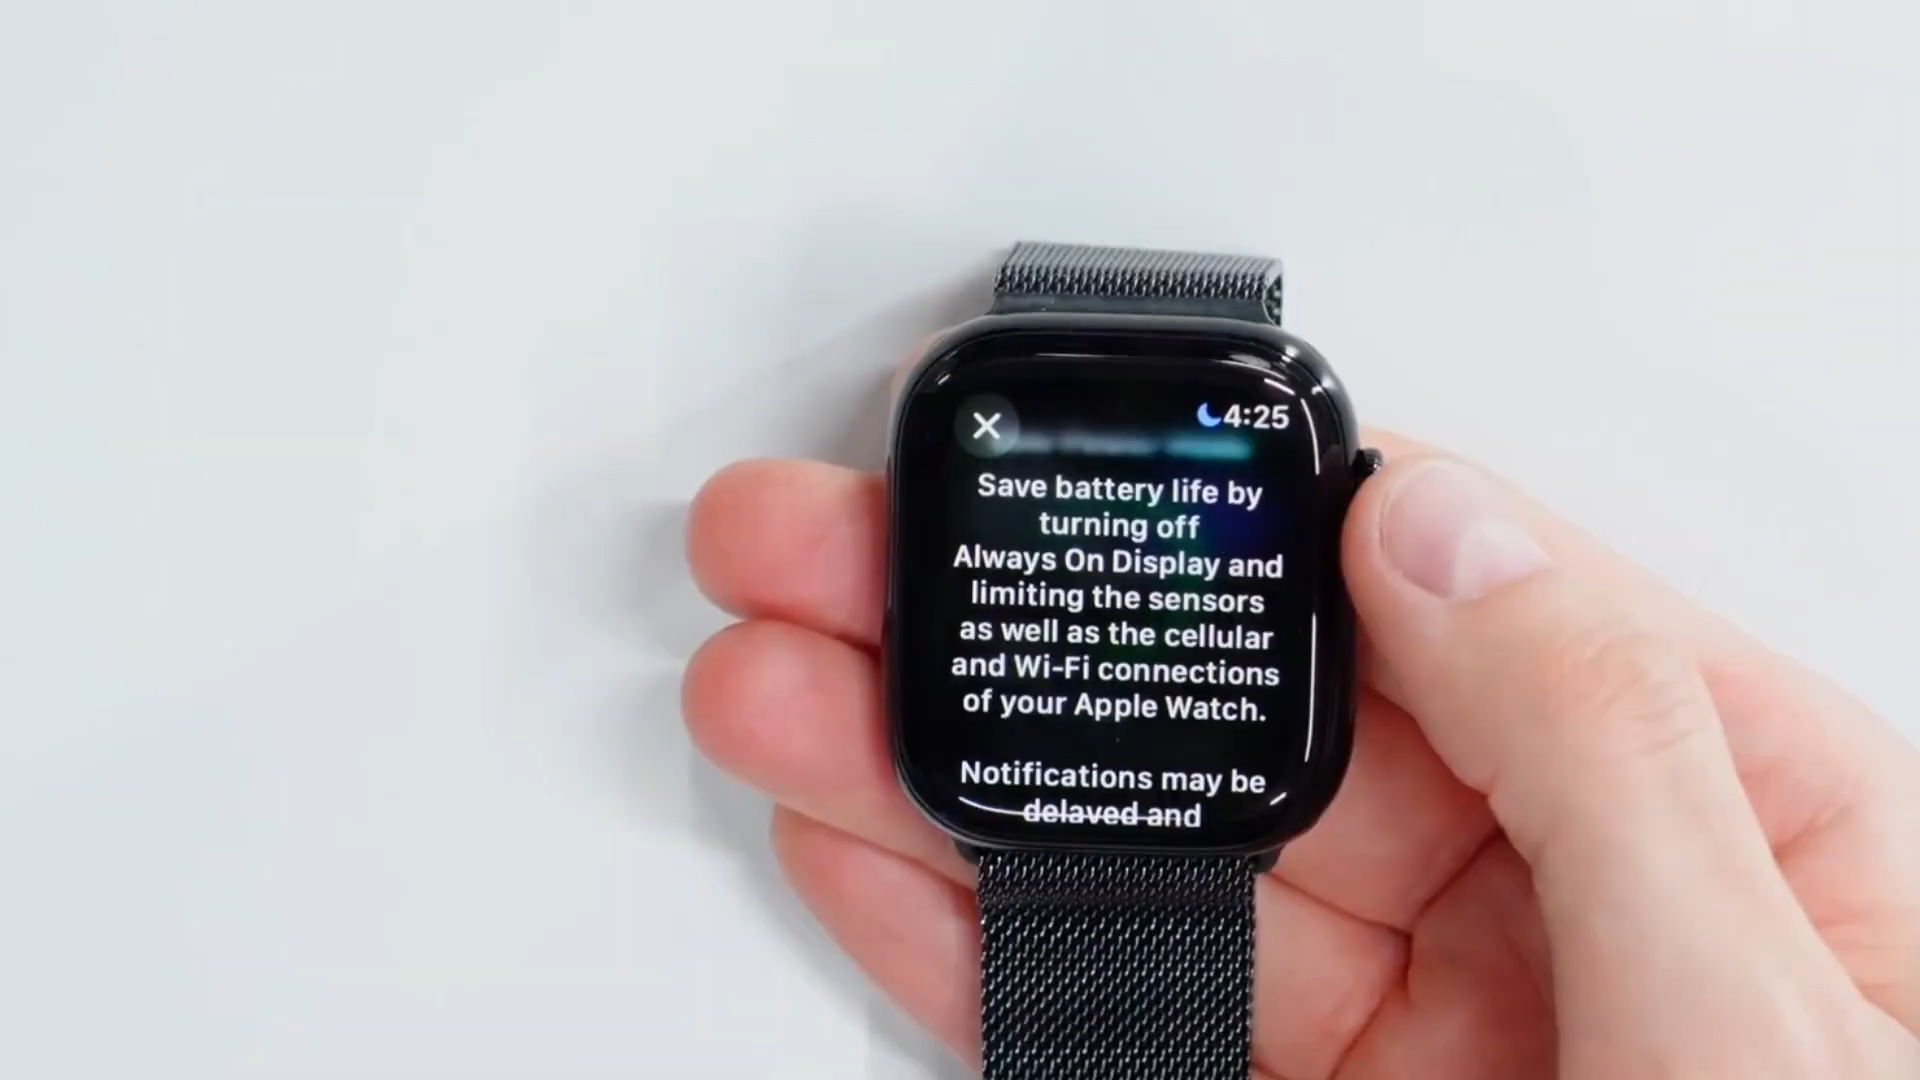 4:25
Save battery life by
turning off
Always On Display and
limiting the sensors
as well as the cellular
and Wi-Fi connections
of your Apple Watch.
Notifications may be
delayed and